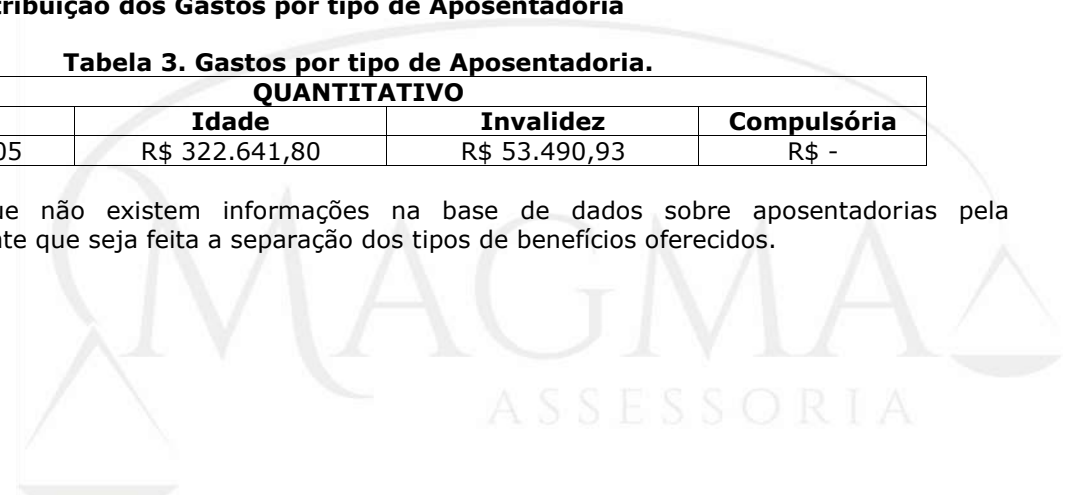 tribuição dos Gastos por tipo de Aposentadoria
Tabela 3. Gastos por tipo de Aposentadoria.
QUANTITATIVO
Idade Invalidez Compulsória
05 R$ 322.641,80 R$ 53.490,93 R$ -
ue não existem informações na base de dados sobre aposentadorias pela
te que seja feita a separação dos tipos de benefícios oferecidos.
MAGMA
ASSESSORIA